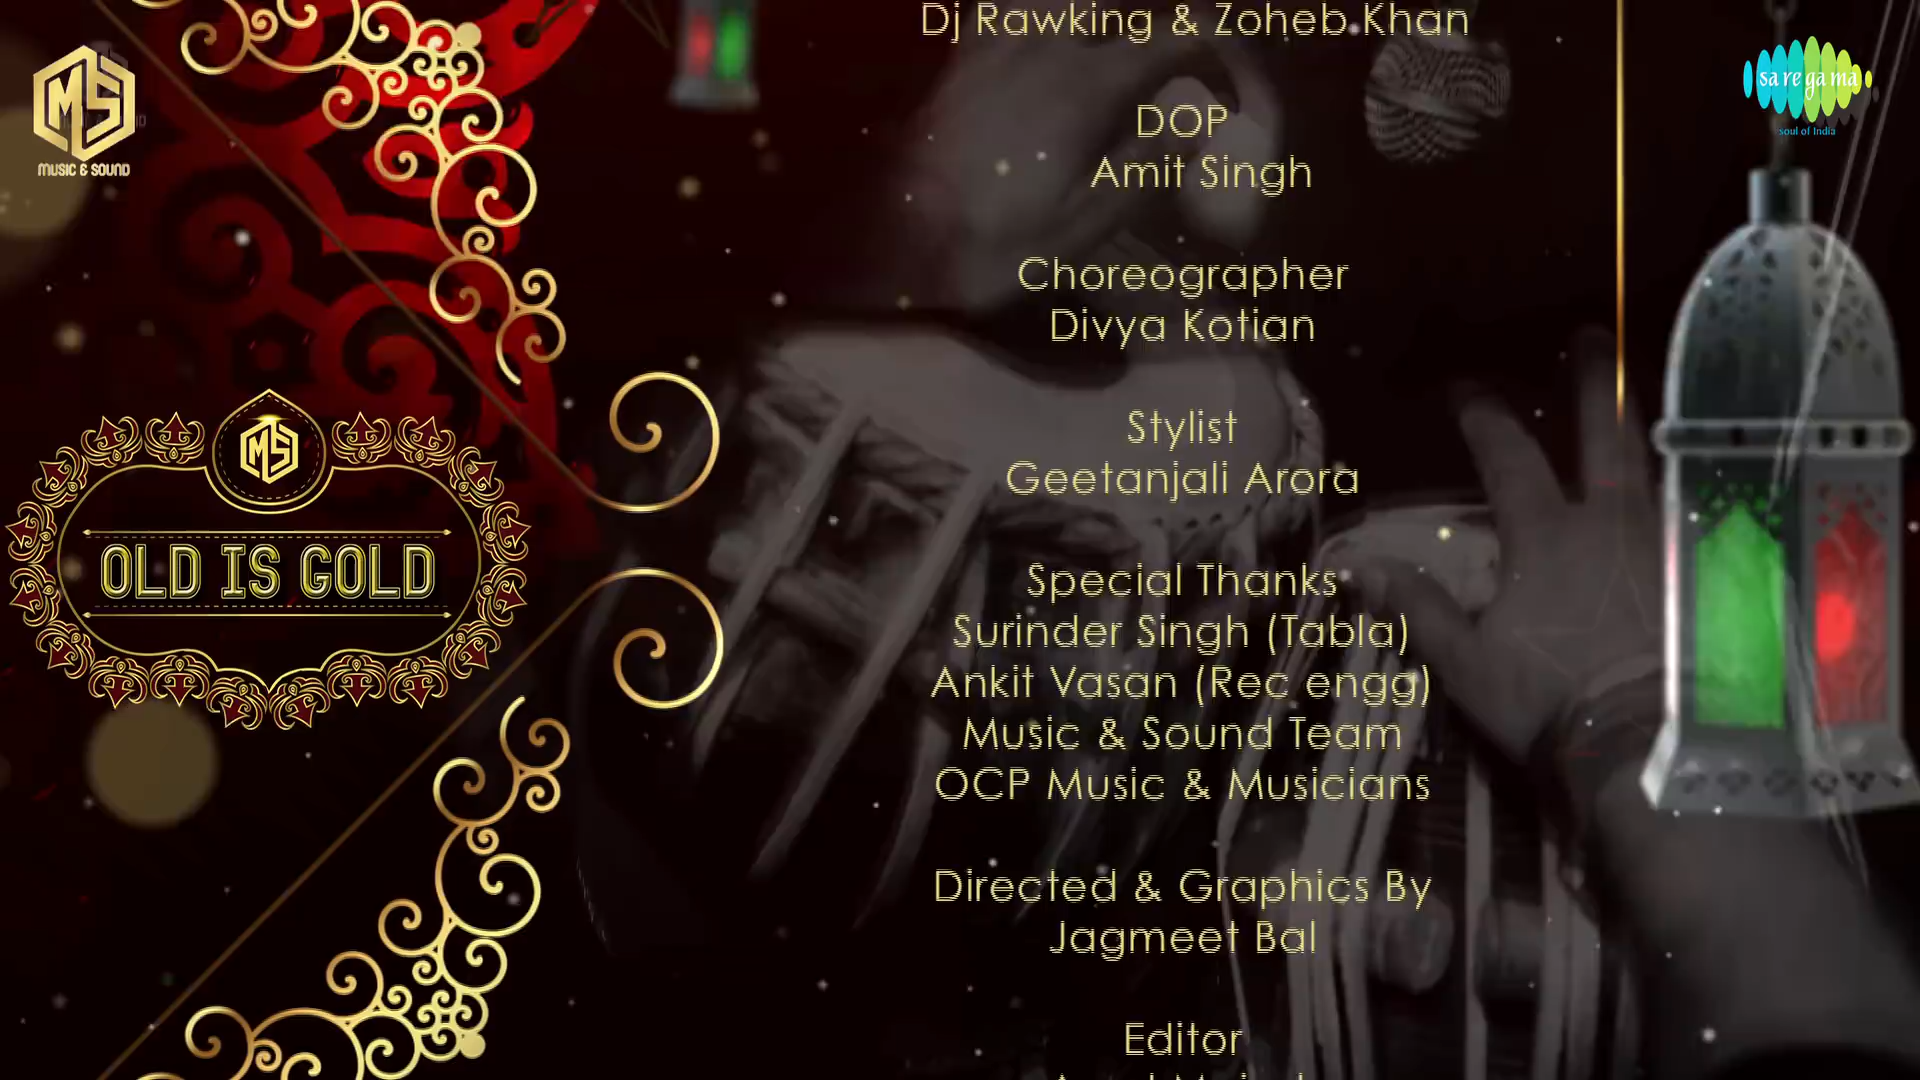 MS
MUSIC & SOUND
sa re ga ma
soul of India
MS
OLD IS GOLD
Dj Rawking & Zoheb Khan
DOP
Amit Singh
Choreographer
Divya Kotian
Stylist
Geetanjali Arora
Special Thanks
Surinder Singh (Tabla)
Ankit Vasan (Rec engg)
Music & Sound Team
OCP Music & Musicians
Directed & Graphics By
Jagmeet Bal
Editor